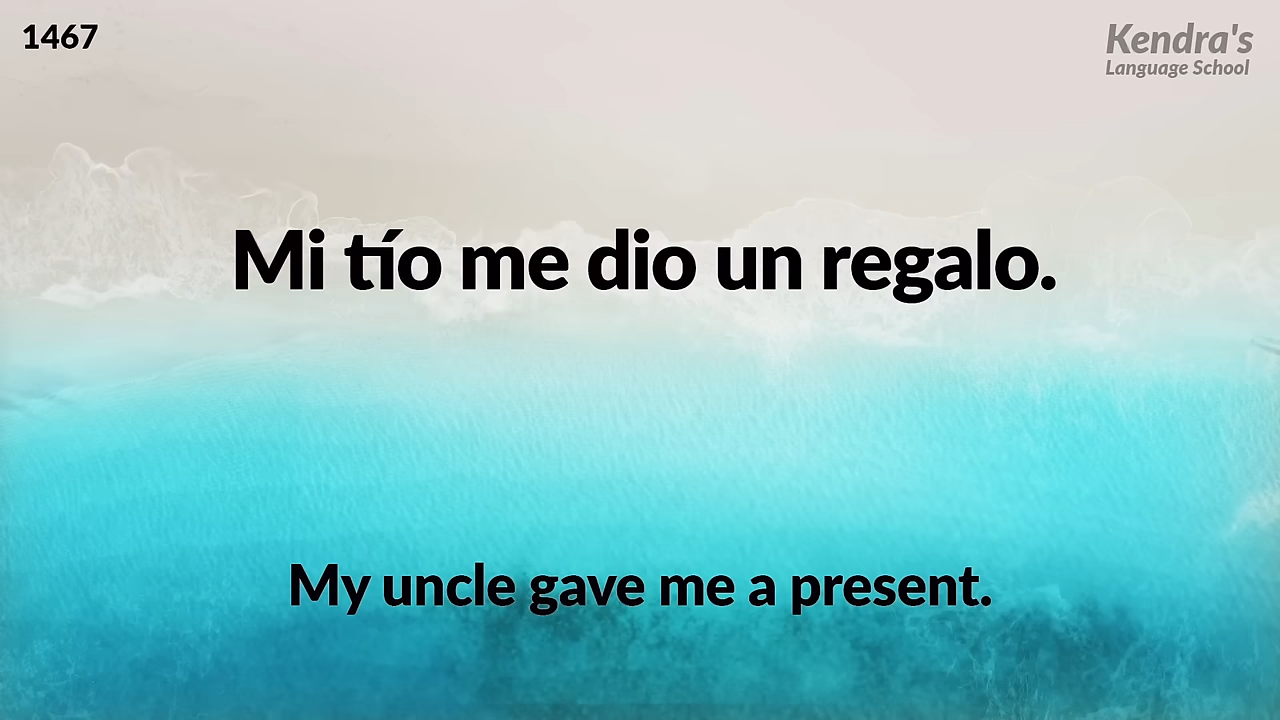 1467
Kendra's
Language School
Mi tío me dio un regalo.
My uncle gave me a present.